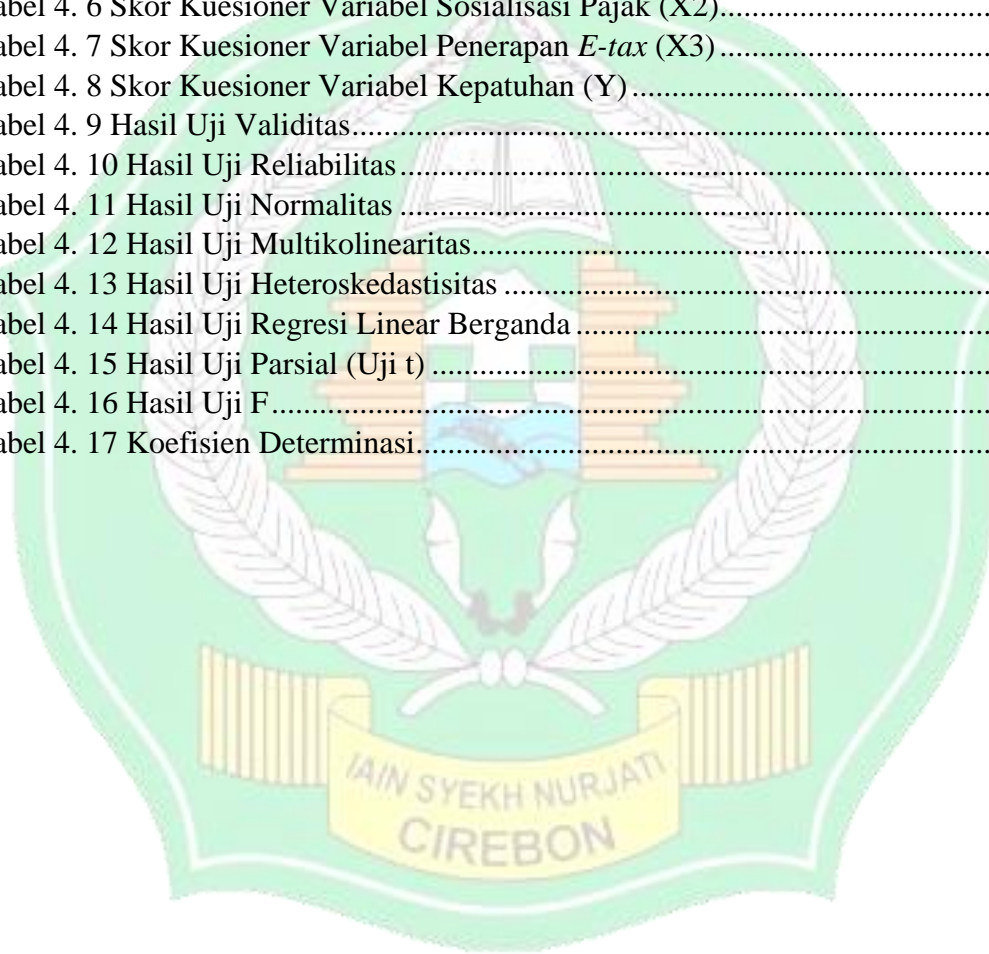 abel 4. 6 Skor Kuesioner Variabel Sosialisasi Pajak (X2)........................................
abel 4. 7 Skor Kuesioner Variabel Penerapan E-tax (X3)........................................
abel 4. 8 Skor Kuesioner Variabel Kepatuhan (Y)........................................
abel 4. 9 Hasil Uji Validitas........................................
abel 4. 10 Hasil Uji Reliabilitas........................................
abel 4. 11 Hasil Uji Normalitas........................................
abel 4. 12 Hasil Uji Multikolinearitas........................................
abel 4. 13 Hasil Uji Heteroskedastisitas........................................
abel 4. 14 Hasil Uji Regresi Linear Berganda........................................
abel 4. 15 Hasil Uji Parsial (Uji t)........................................
abel 4. 16 Hasil Uji F........................................
abel 4. 17 Koefisien Determinasi........................................
IAIN SYEKH NURJATI
CIREBON